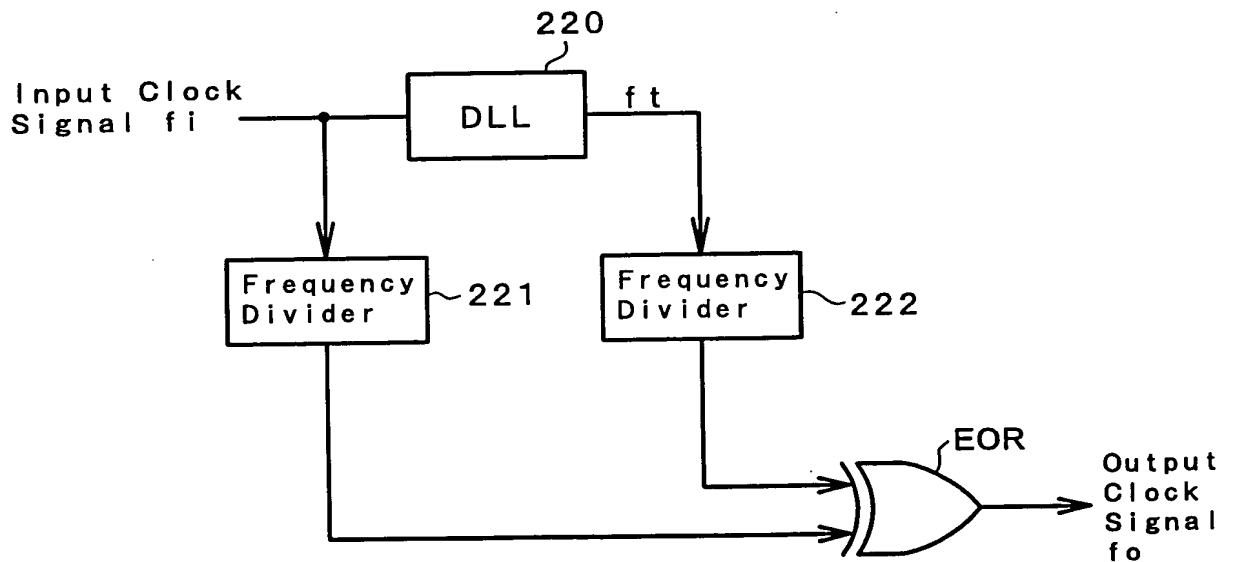 220
Input Clock
Signal fi
DLL
ft
Frequency
Divider
221
Frequency
Divider
222
EOR
Output
Clock
Signal
fo